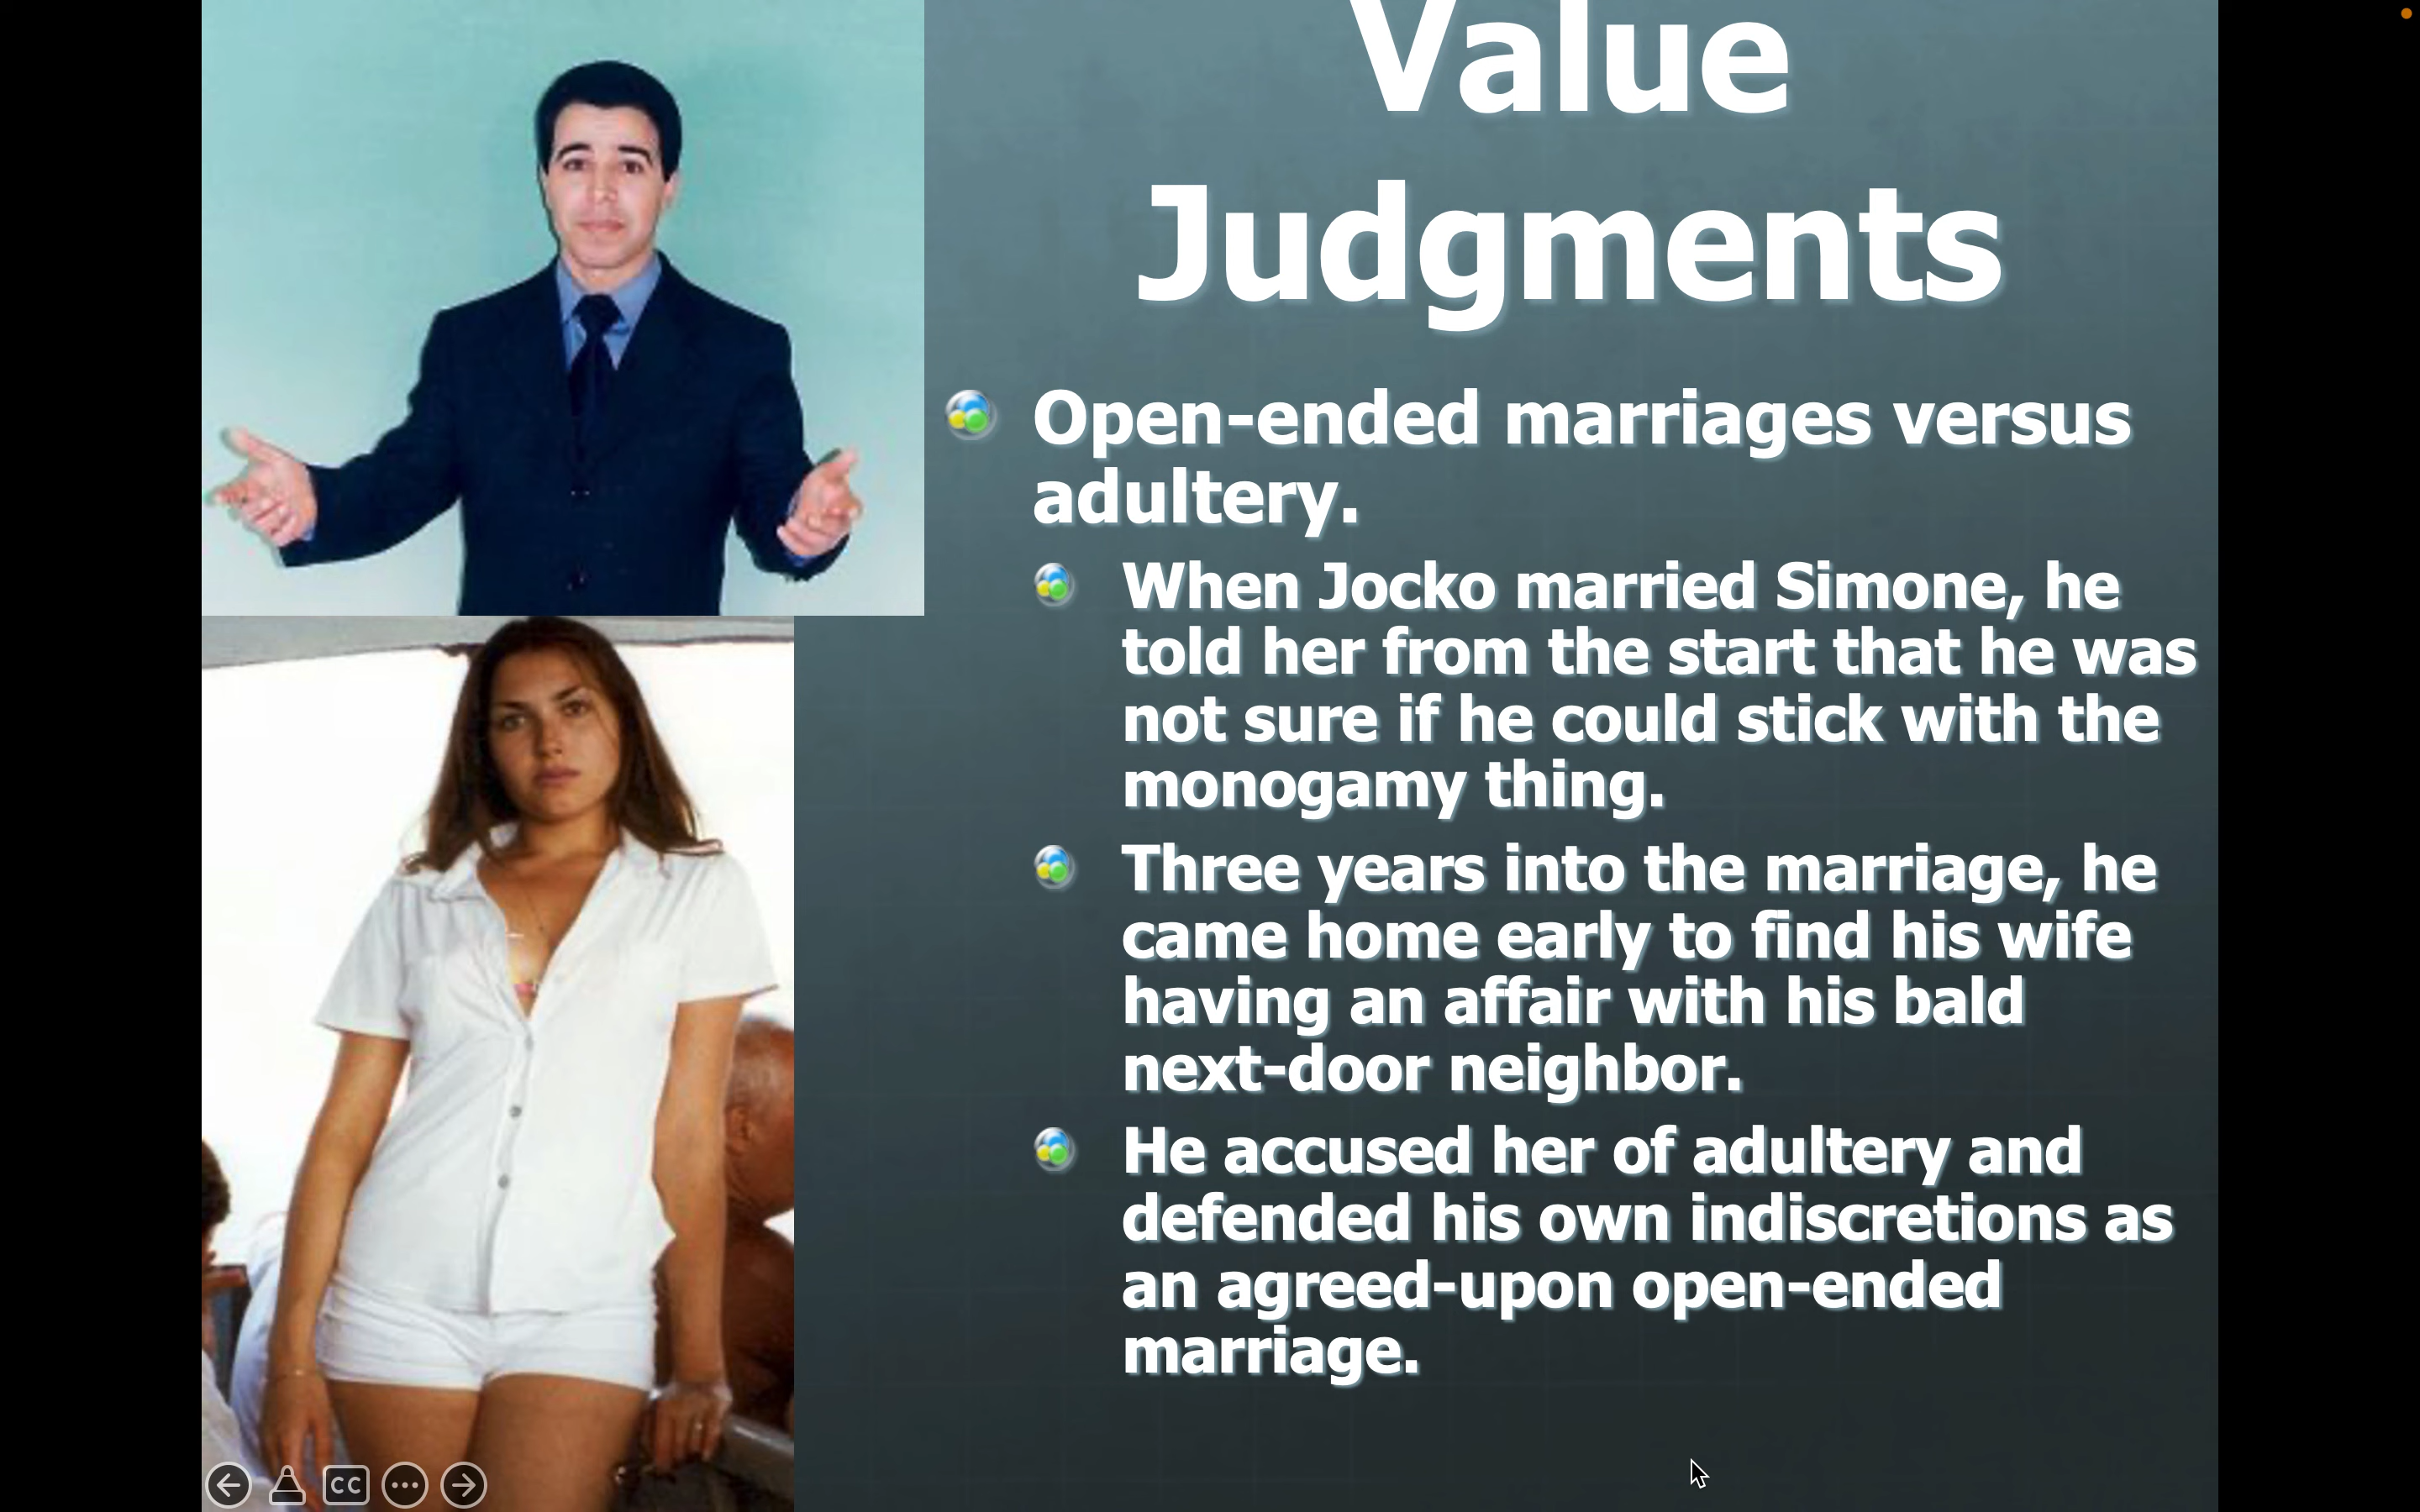 Value
Judgments
Open-ended marriages versus
adultery.
When Jocko married Simone, he
told her from the start that he was
not sure if he could stick with the
monogamy thing.
Three years into the marriage, he
came home early to find his wife
having an affair with his bald
next-door neighbor.
He accused her of adultery and
defended his own indiscretions as
an agreed-upon open-ended
marriage.
CC